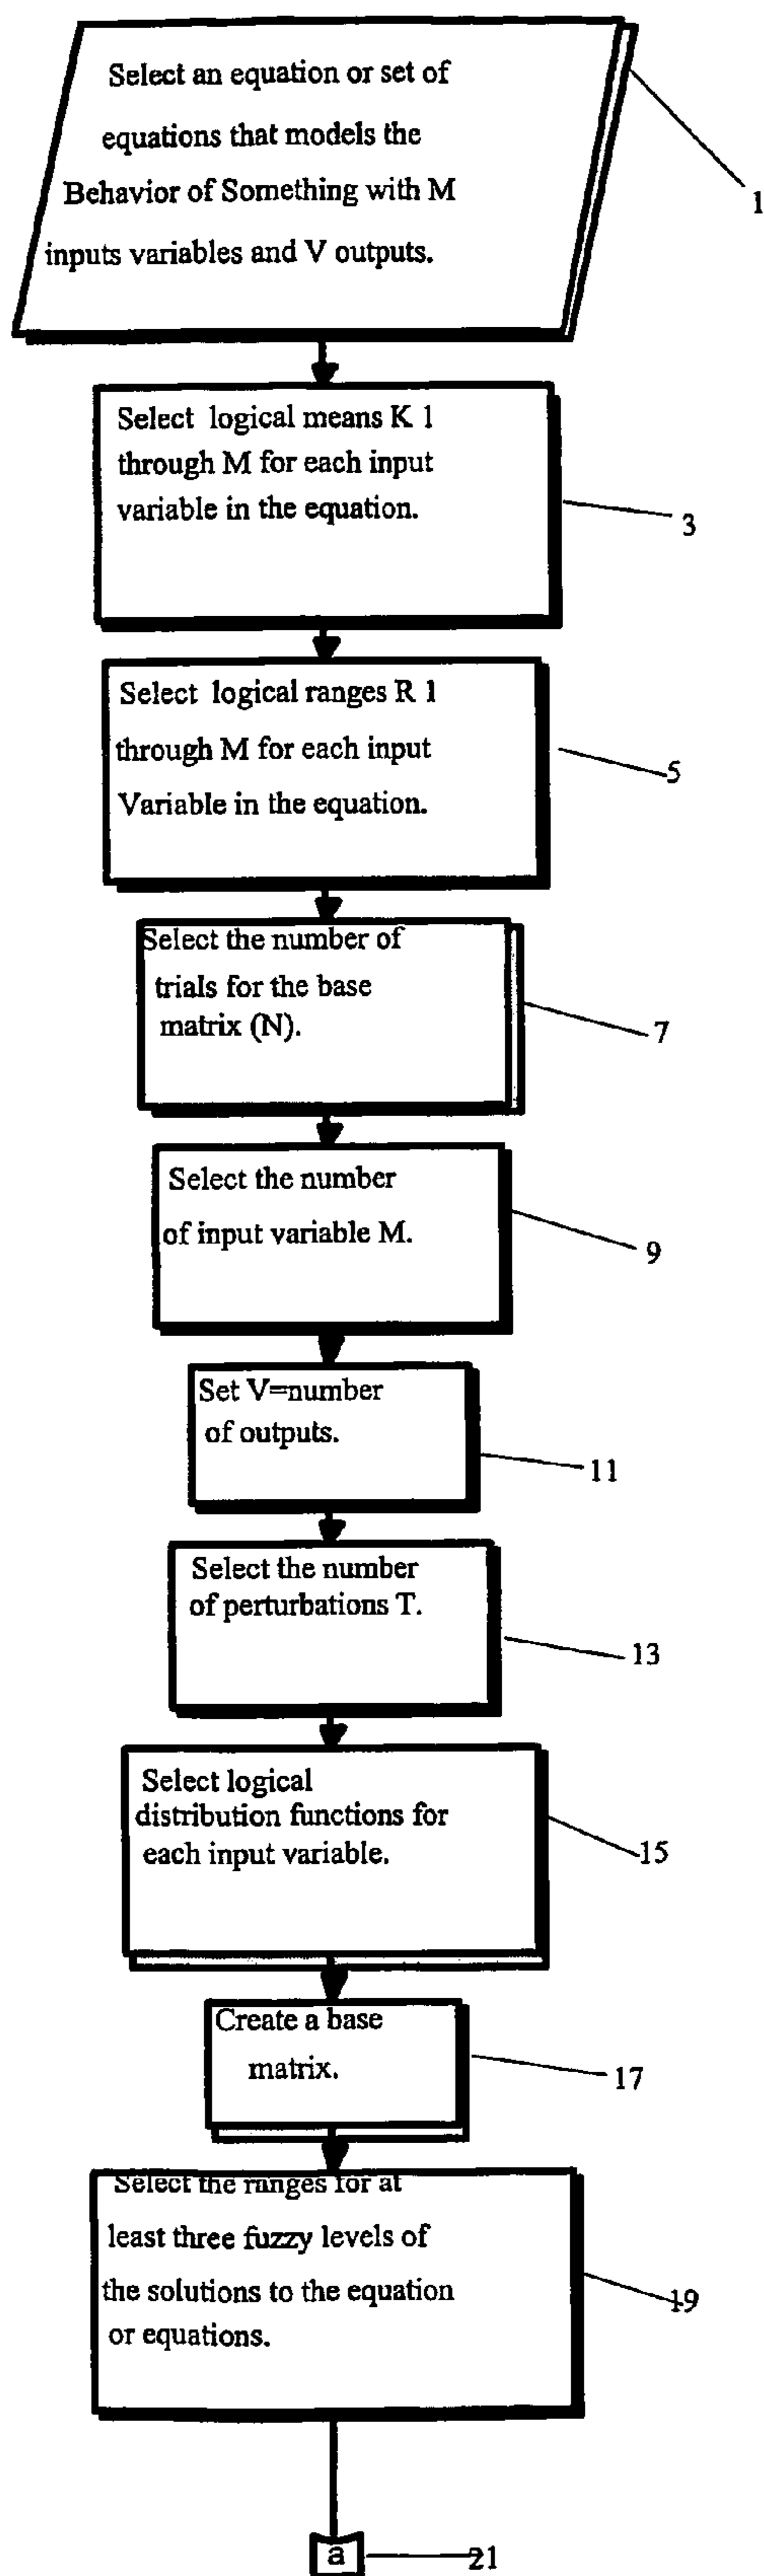 Select an equation or set of
equations that models the
Behavior of Something with M
inputs variables and V outputs.
1
Select logical means K 1
through M for each input
variable in the equation.
3
Select logical ranges R 1
through M for each input
Variable in the equation.
5
Select the number of
trials for the base
matrix (N).
7
Select the number
of input variable M.
9
Set V=number
of outputs.
11
Select the number
of perturbations T.
13
Select logical
distribution functions for
each input variable.
15
Create a base
matrix.
17
Select the ranges for at
least three fuzzy levels of
the solutions to the equation
or equations.
19
a
21